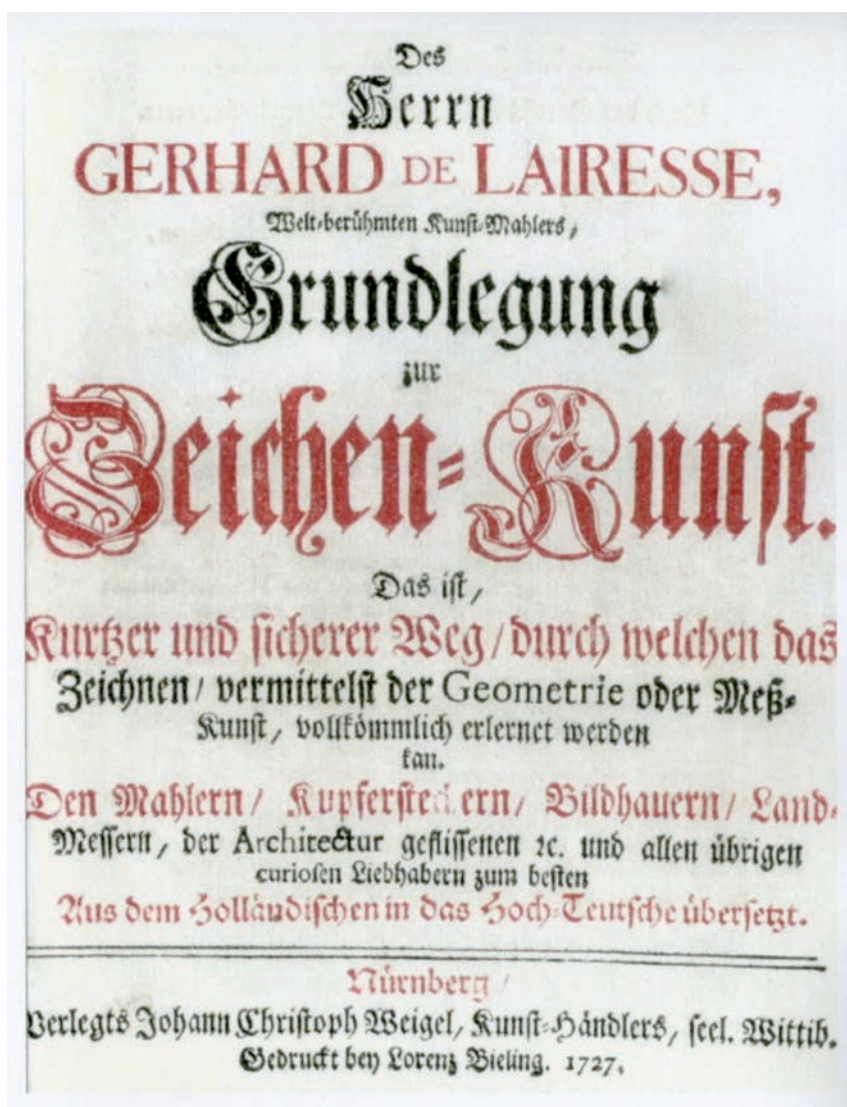 Des
Herrn
GERHARD DE LAIRESSE,
Welt-berühmten Kunst-Mahlers /
Grundlegung
zur
Zeichen-Kunst.
Das ist /
Kurtzer und sicherer Weg / durch welchen das
Zeichnen / vermittelst der Geometrie oder Meß-
Kunst, vollkömmlich erlernet werden
kan.
Den Mahlern / Kupferstechern / Bildhauern / Land-
Messern, der Architectur geflissenen ꝛc. und allen übrigen
curiosen Liebhabern zum besten
Aus dem Holländischen in das Hoch-Teutsche übersetzt.
Nürnberg /
Verlegts Johann Christoph Weigel, Kunst-Händlers, seel. Wittib.
Gedruckt bey Lorenz Bieling. 1727.